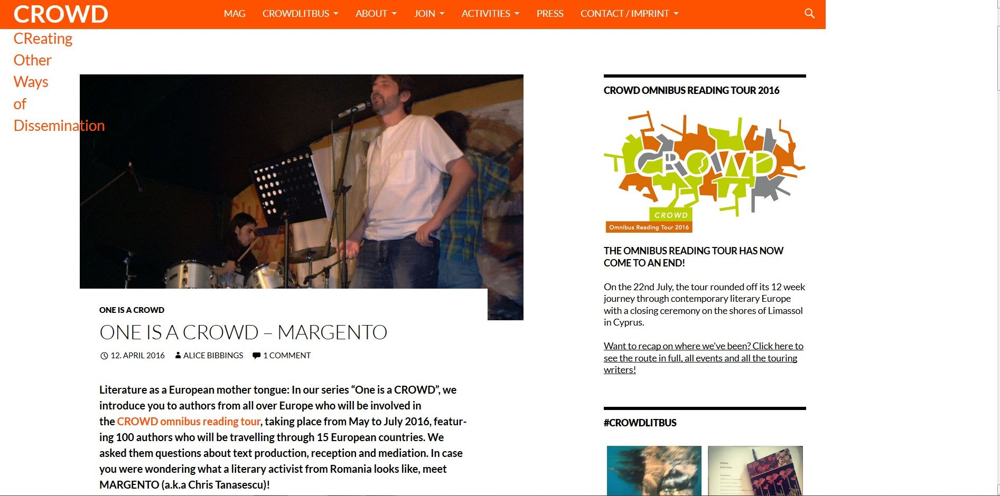 CROWD
MAG CROWDLITBUS ABOUT JOIN ACTIVITIES PRESS CONTACT / IMPRINT
CReating
Other
Ways
of
Dissemination
ONE IS A CROWD
ONE IS A CROWD – MARGENTO
12. APRIL 2016 ALICE BIBBINGS 1 COMMENT
Literature as a European mother tongue: In our series “One is a CROWD”, we
introduce you to authors from all over Europe who will be involved in
the CROWD omnibus reading tour, taking place from May to July 2016, featur-
ing 100 authors who will be travelling through 15 European countries. We
asked them questions about text production, reception and mediation. In case
you were wondering what a literary activist from Romania looks like, meet
MARGENTO (a.k.a Chris Tanasescu)!
CROWD OMNIBUS READING TOUR 2016
CROWD
CROWD
Omnibus Reading Tour 2016
THE OMNIBUS READING TOUR HAS NOW
COME TO AN END!
On the 22nd July, the tour rounded off its 12 week
journey through contemporary literary Europe
with a closing ceremony on the shores of Limassol
in Cyprus.
Want to recap on where we've been? Click here to
see the route in full, all events and all the touring
writers!
#CROWDLITBUS